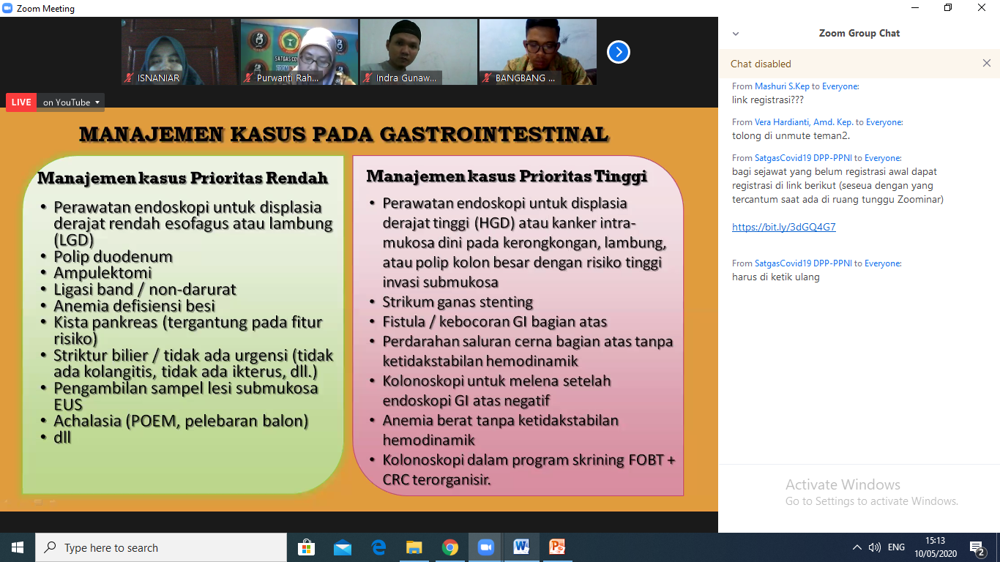 Zoom Meeting
ISNANIAR
Purwanti Rah...
Indra Gunaw...
BANGBANG ...
LIVE on YouTube
MANAJEMEN KASUS PADA GASTROINTESTINAL
Manajemen kasus Prioritas Rendah
• Perawatan endoskopi untuk displasia
derajat rendah esofagus atau lambung
(LGD)
• Polip duodenum
• Ampulektomi
• Ligasi band / non-darurat
• Anemia defisiensi besi
• Kista pankreas (tergantung pada fitur
risiko)
• Striktur bilier / tidak ada urgensi (tidak
ada kolangitis, tidak ada ikterus, dll.)
• Pengambilan sampel lesi submukosa
EUS
• Achalasia (POEM, pelebaran balon)
• dll
Manajemen kasus Prioritas Tinggi
• Perawatan endoskopi untuk displasia
derajat tinggi (HGD) atau kanker intra-
mukosa dini pada kerongkongan, lambung,
atau polip kolon besar dengan risiko tinggi
invasi submukosa
• Strikum ganas stenting
• Fistula / kebocoran GI bagian atas
• Perdarahan saluran cerna bagian atas tanpa
ketidakstabilan hemodinamik
• Kolonoskopi untuk melena setelah
endoskopi GI atas negatif
• Anemia berat tanpa ketidakstabilan
hemodinamik
• Kolonoskopi dalam program skrining FOBT +
CRC terorganisir.
Zoom Group Chat
Chat disabled
From Mashuri S.Kep to Everyone:
link registrasi???
From Vera Hardianti, Amd. Kep. to Everyone:
tolong di unmute teman2.
From SatgasCovid19 DPP-PPNI to Everyone:
bagi sejawat yang belum registrasi awal dapat
registrasi di link berikut (seseua dengan yang
tercantum saat ada di ruang tunggu Zoominar)
https://bit.ly/3dGQ4G7
From SatgasCovid19 DPP-PPNI to Everyone:
harus di ketik ulang
Activate Windows
Go to Settings to activate Windows.
Type here to search
ENG
15:13
10/05/2020
2